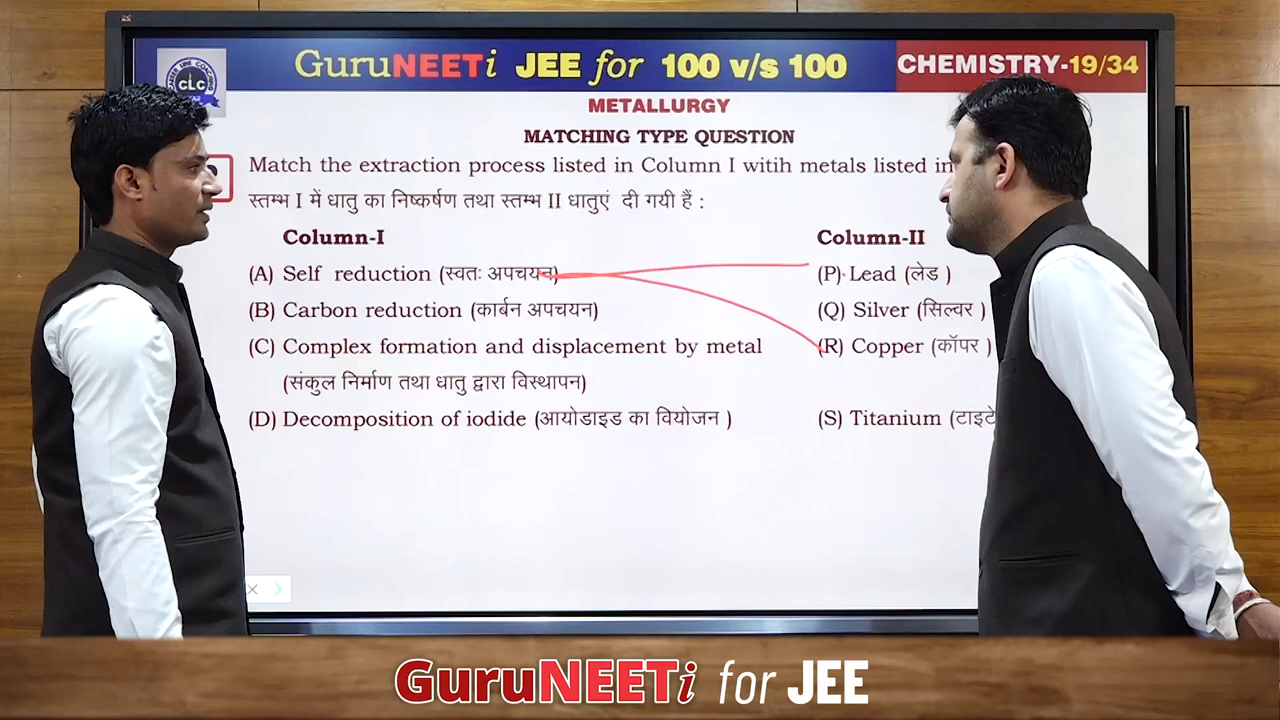 GuruNEETi JEE for 100 v/s 100 CHEMISTRY-19/34
CLC
METALLURGY
MATCHING TYPE QUESTION
Match the extraction process listed in Column I witih metals listed in
स्तम्भ I में धातु का निष्कर्षण तथा स्तम्भ II धातुएं दी गयी हैं :
Column-I Column-II
(A) Self reduction (स्वतः अपचयन) (P) Lead (लेड )
(B) Carbon reduction (कार्बन अपचयन) (Q) Silver (सिल्वर )
(C) Complex formation and displacement by metal (R) Copper (कॉपर )
(संकुल निर्माण तथा धातु द्वारा विस्थापन)
(D) Decomposition of iodide (आयोडाइड का वियोजन ) (S) Titanium
GuruNEETi for JEE